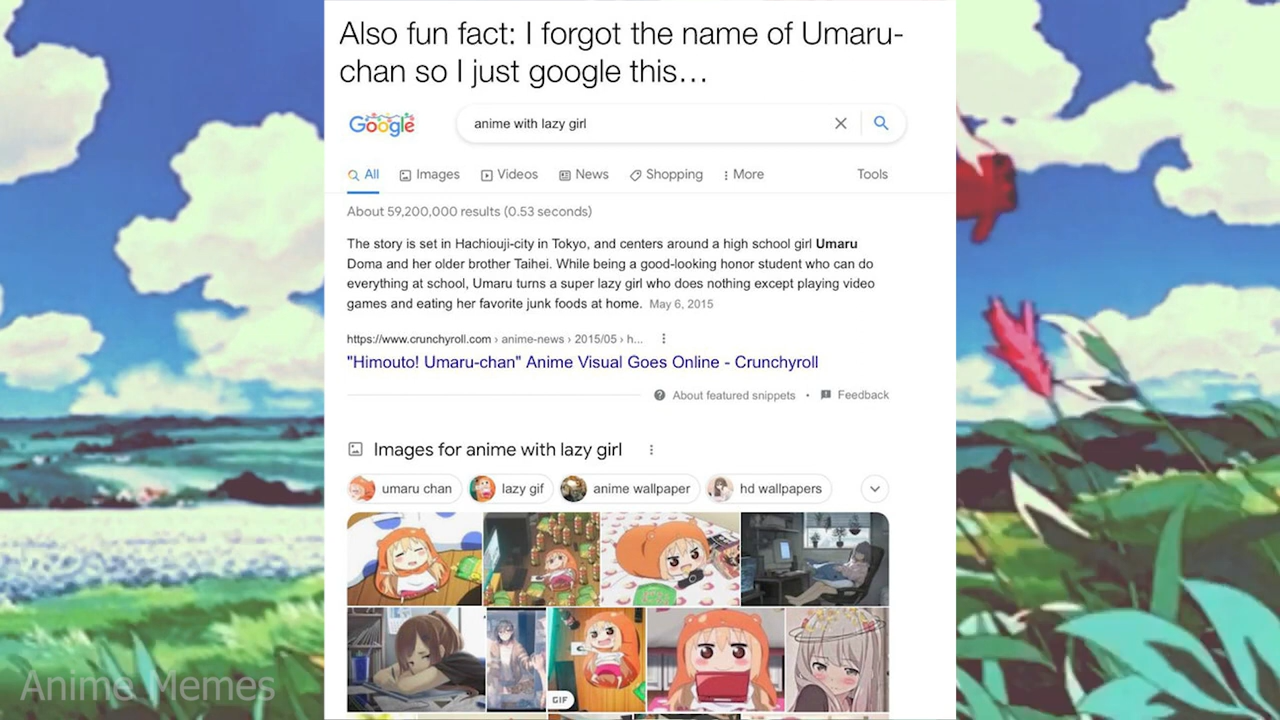 Also fun fact: I forgot the name of Umaru-
chan so I just google this…
Google
anime with lazy girl
All Images Videos News Shopping More Tools
About 59,200,000 results (0.53 seconds)
The story is set in Hachiouji-city in Tokyo, and centers around a high school girl Umaru
Doma and her older brother Taihei. While being a good-looking honor student who can do
everything at school, Umaru turns a super lazy girl who does nothing except playing video
games and eating her favorite junk foods at home. May 6, 2015
https://www.crunchyroll.com › anime-news › 2015/05 › h...
"Himouto! Umaru-chan" Anime Visual Goes Online - Crunchyroll
About featured snippets • Feedback
Images for anime with lazy girl
umaru chan lazy gif anime wallpaper hd wallpapers
GIF
Anime Memes